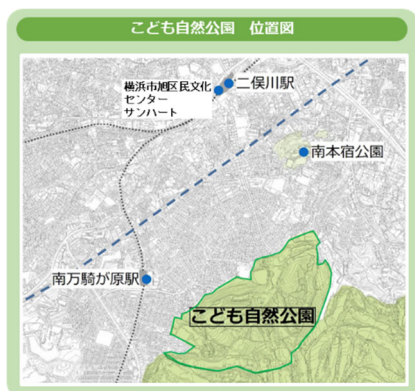 こども自然公園　位置図
横浜市旭区民文化
センター
サンハート
二俣川駅
南本宿公園
南万騎が原駅
こども自然公園